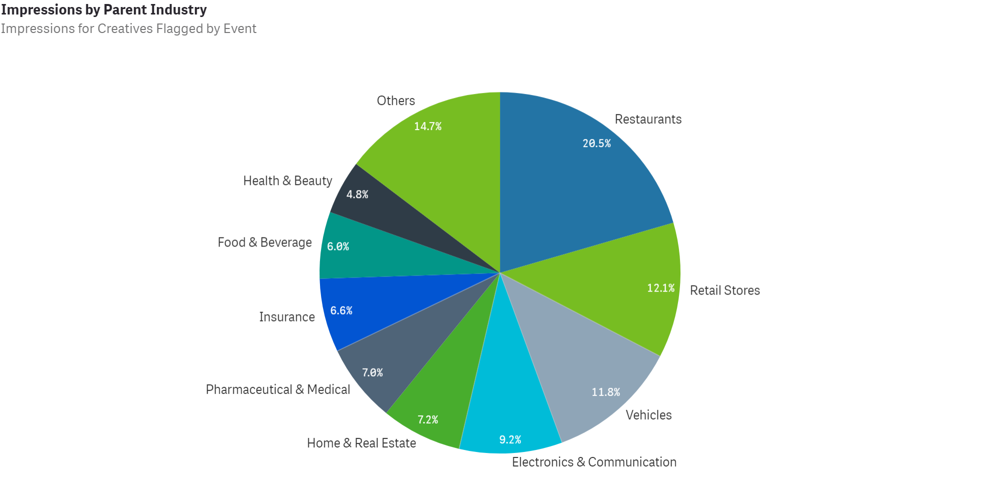 Impressions by Parent Industry
Impressions for Creatives Flagged by Event
Others
14.7%
Restaurants
20.5%
Health & Beauty
4.8%
Food & Beverage
6.0%
Retail Stores
12.1%
Insurance
6.6%
Pharmaceutical & Medical
7.0%
Vehicles
11.8%
Home & Real Estate
7.2%
Electronics & Communication
9.2%